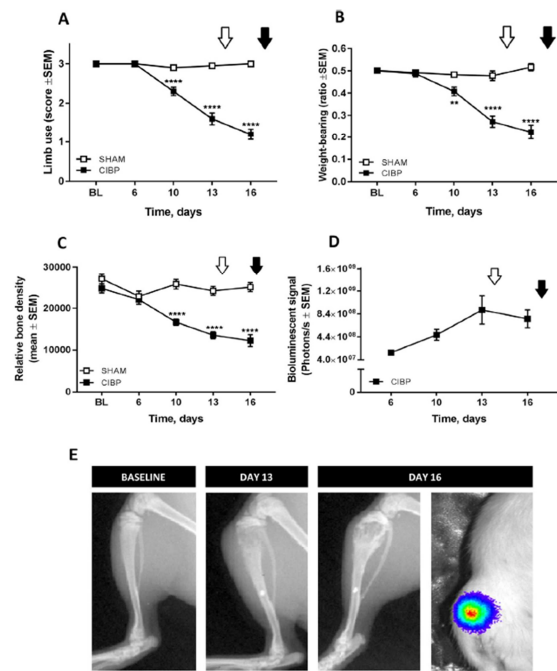 A
Limb use (score ±SEM)
3
2
1
0
****
****
****
SHAM
CIBP
BL 6 10 13 16
Time, days
B
Weight-bearing (ratio ±SEM)
0.6
0.5
0.4
0.3
0.2
0.1
0.0
**
****
****
SHAM
CIBP
BL 6 10 13 16
Time, days
C
Relative bone density
(mean ± SEM)
30000
20000
10000
0
****
****
****
SHAM
CIBP
BL 6 10 13 16
Time, days
D
Bioluminescent signal
(Photons/s ± SEM)
1.6×10⁰⁹
1.2×10⁰⁹
8.4×10⁰⁸
4.4×10⁰⁸
4.0×10⁰⁷
0
CIBP
6 10 13 16
Time, days
E
BASELINE
DAY 13
DAY 16